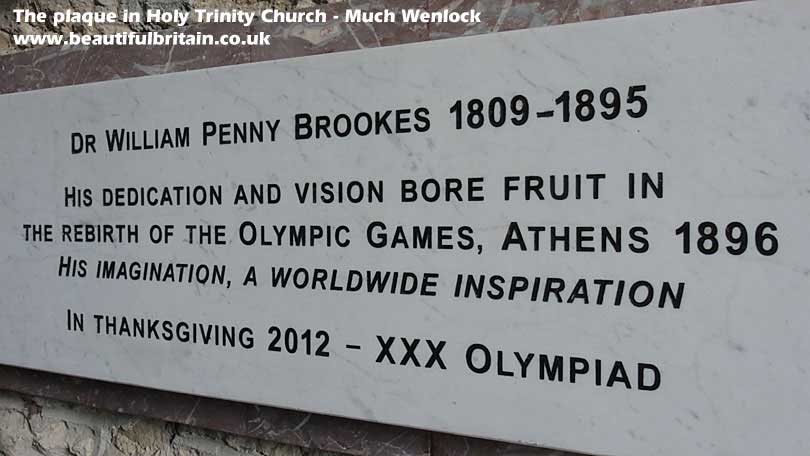 The plaque in Holy Trinity Church - Much Wenlock
www.beautifulbritain.co.uk
DR WILLIAM PENNY BROOKES 1809-1895
HIS DEDICATION AND VISION BORE FRUIT IN
THE REBIRTH OF THE OLYMPIC GAMES, ATHENS 1896
HIS IMAGINATION, A WORLDWIDE INSPIRATION
IN THANKSGIVING 2012 - XXX OLYMPIAD